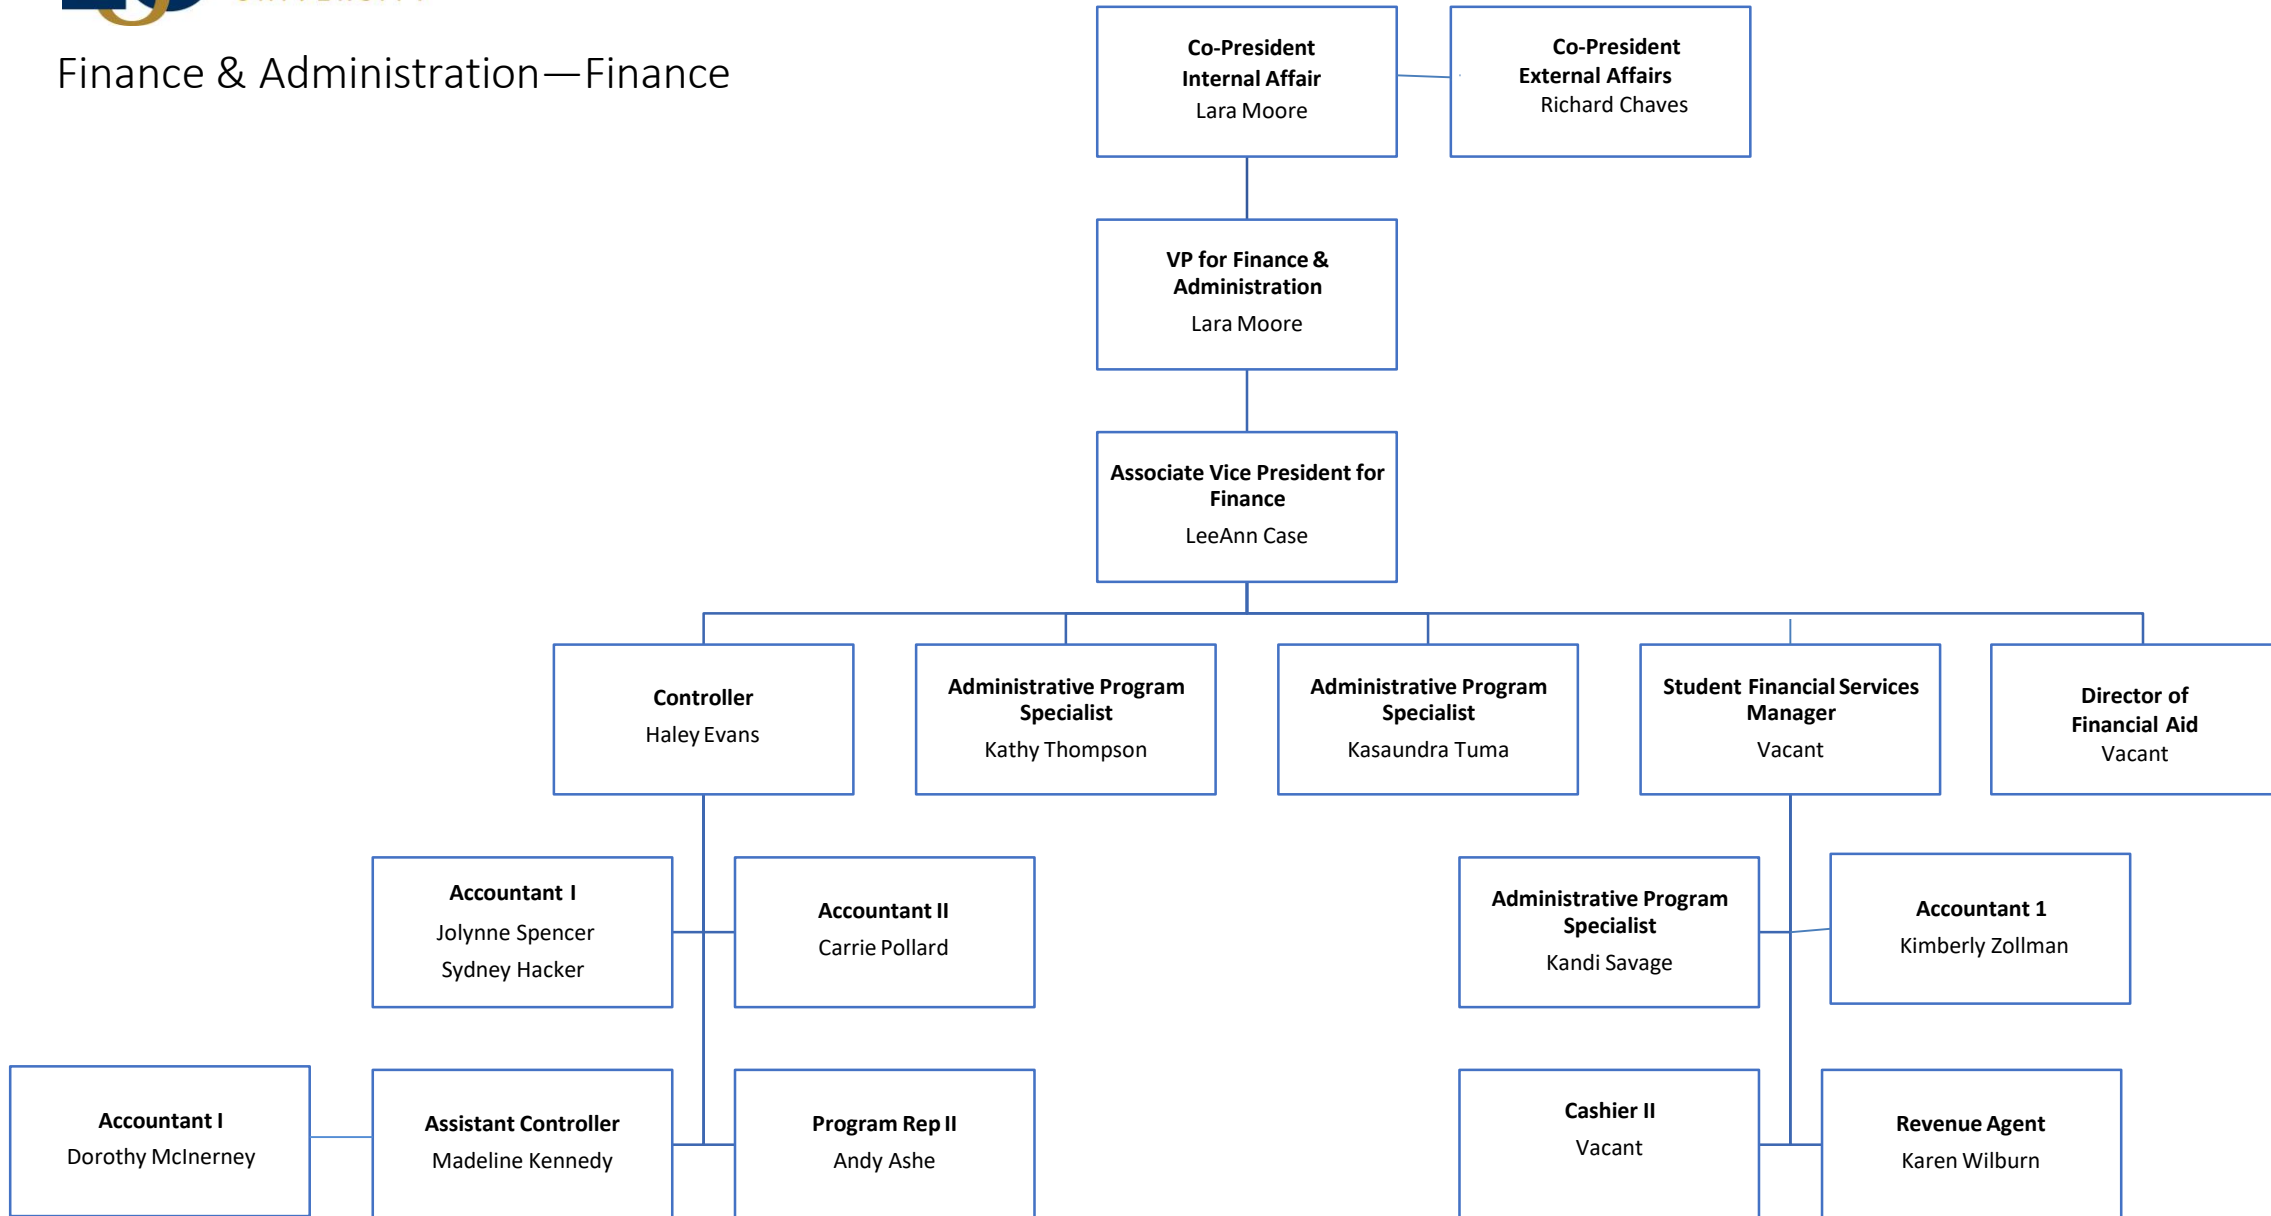 Finance & Administration—Finance
Co-President
Internal Affair
Lara Moore
Co-President
External Affairs
Richard Chaves
VP for Finance &
Administration
Lara Moore
Associate Vice President for
Finance
LeeAnn Case
Controller
Haley Evans
Administrative Program
Specialist
Kathy Thompson
Administrative Program
Specialist
Kasaundra Tuma
Student Financial Services
Manager
Vacant
Director of
Financial Aid
Vacant
Accountant I
Jolynne Spencer
Sydney Hacker
Accountant II
Carrie Pollard
Administrative Program
Specialist
Kandi Savage
Accountant 1
Kimberly Zollman
Accountant I
Dorothy McInerney
Assistant Controller
Madeline Kennedy
Program Rep II
Andy Ashe
Cashier II
Vacant
Revenue Agent
Karen Wilburn